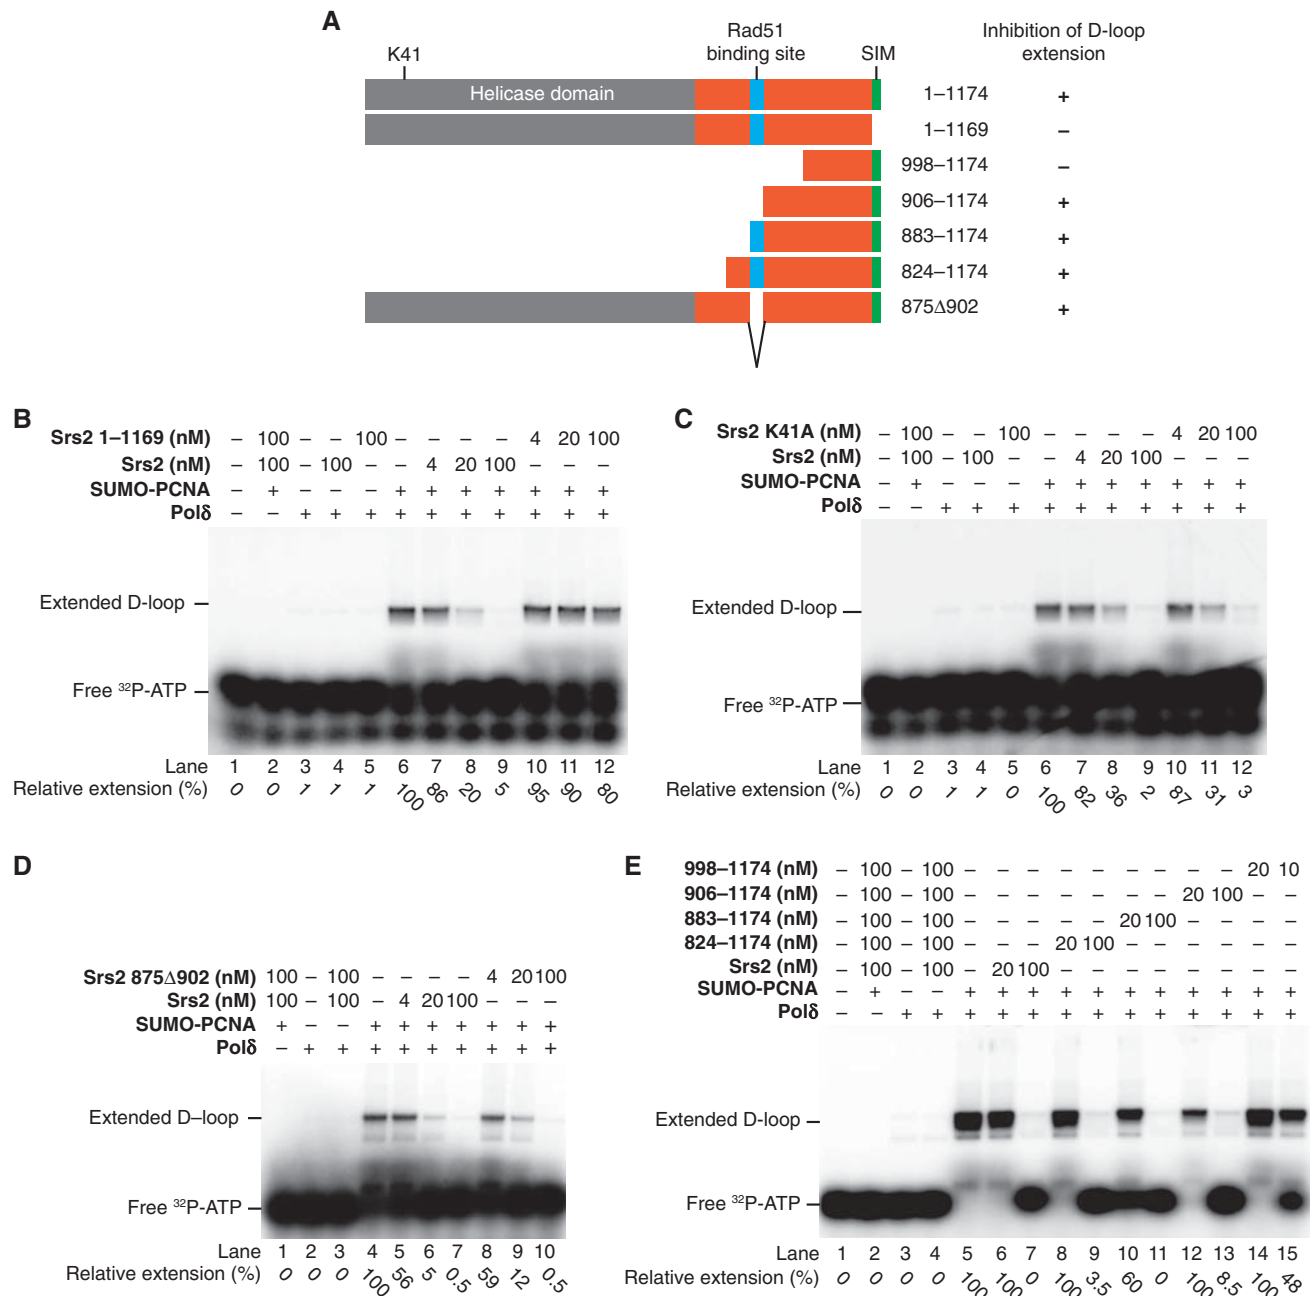 A
K41
Rad51 binding site
SIM
Inhibition of D-loop extension
Helicase domain
1–1174 +
1–1169 –
998–1174 –
906–1174 +
883–1174 +
824–1174 +
875Δ902 +
B
Srs2 1–1169 (nM) – 100 – – 100 – – – – 4 20 100
Srs2 (nM) – 100 – 100 – – 4 20 100 – – –
SUMO-PCNA – + – – – + + + + + + +
Polδ – – + + + + + + + + + +
Extended D-loop
Free ³²P-ATP
Lane 1 2 3 4 5 6 7 8 9 10 11 12
Relative extension (%) 0 0 1 1 1 100 86 20 5 95 90 80
C
Srs2 K41A (nM) – 100 – – 100 – – – – 4 20 100
Srs2 (nM) – 100 – 100 – – 4 20 100 – – –
SUMO-PCNA – + – – – + + + + + + +
Polδ – – + + + + + + + + + +
Extended D-loop
Free ³²P-ATP
Lane 1 2 3 4 5 6 7 8 9 10 11 12
Relative extension (%) 0 0 1 1 0 100 82 36 2 87 31 3
D
Srs2 875Δ902 (nM) 100 – 100 – – – – 4 20 100
Srs2 (nM) 100 – 100 – 4 20 100 – – –
SUMO-PCNA + – – + + + + + + +
Polδ – + + + + + + + + +
Extended D–loop
Free ³²P-ATP
Lane 1 2 3 4 5 6 7 8 9 10
Relative extension (%) 0 0 0 100 56 5 0.5 59 12 0.5
E
998–1174 (nM) – 100 – 100 – – – – – – – – – 20 10
906–1174 (nM) – 100 – 100 – – – – – – – 20 100 – –
883–1174 (nM) – 100 – 100 – – – – – 20 100 – – – –
824–1174 (nM) – 100 – 100 – – – 20 100 – – – – – –
Srs2 (nM) – 100 – 100 – 20 100 – – – – – – – –
SUMO-PCNA – + – – + + + + + + + + + + +
Polδ – – + + + + + + + + + + + + +
Extended D-loop
Free ³²P-ATP
Lane 1 2 3 4 5 6 7 8 9 10 11 12 13 14 15
Relative extension (%) 0 0 0 0 100 100 0 100 3.5 60 0 100 8.5 100 48